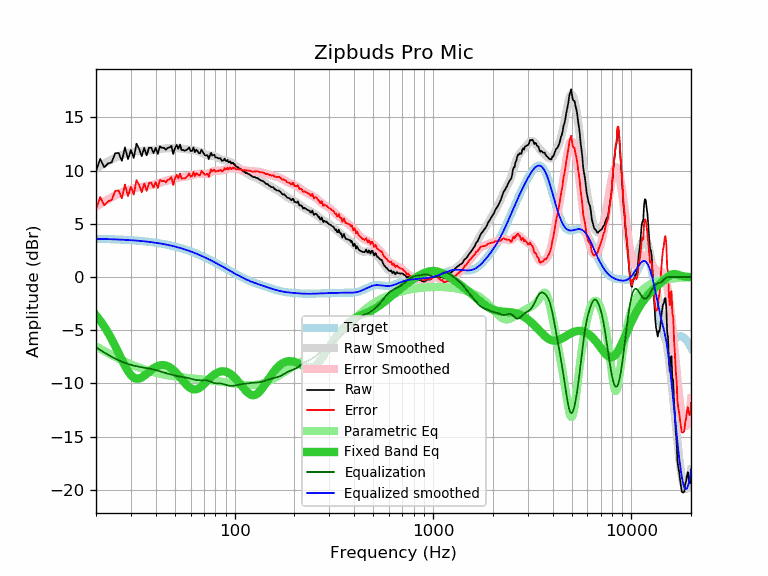 Zipbuds Pro Mic
15
10
5
0
−5
−10
−15
−20
Amplitude (dBr)
Target
Raw Smoothed
Error Smoothed
Raw
Error
Parametric Eq
Fixed Band Eq
Equalization
Equalized smoothed
100 1000 10000
Frequency (Hz)